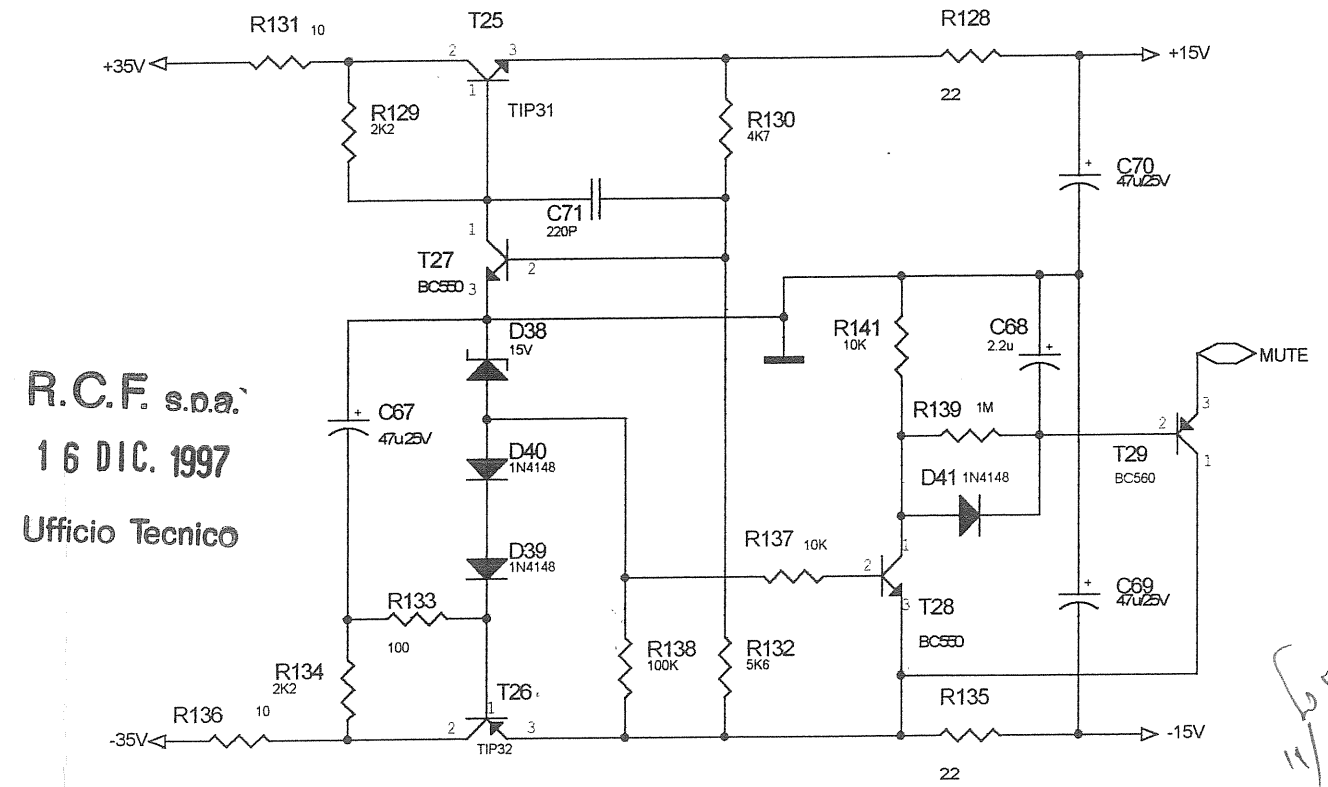 R131 10
T25
R128
+35V
2
3
+15V
1
TIP31
22
R129
2K2
R130
4K7
C70
+
47u/25V
C71
220P
1
T27
2
BC550 3
D38
15V
R141
10K
C68
2.2u
+
MUTE
R.C.F. s.p.a.
C67
+
47u25V
R139 1M
3
2
T29
BC560
1
16 DIC. 1997
D40
1N4148
D41 1N4148
Ufficio Tecnico
R137 10K
1
2
D39
1N4148
3
T28
BC550
C69
+
47u/25V
R133
100
R134
2K2
R138
100K
R132
5K6
T26
1
R135
R136 10
-35V
2
3
TIP32
-15V
22